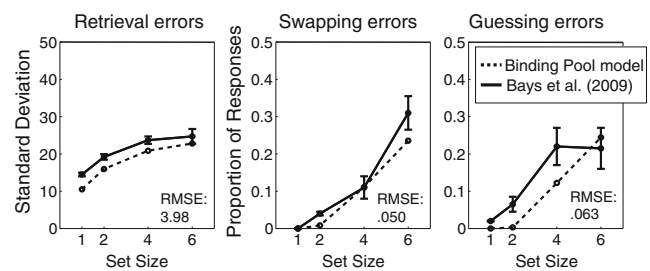 Retrieval errors
Swapping errors
Guessing errors
Standard Deviation
50
40
30
20
10
0
RMSE:
3.98
1 2 4 6
Set Size
Proportion of Responses
0.5
0.4
0.3
0.2
0.1
0
RMSE:
.050
1 2 4 6
Set Size
0.5
0.4
0.3
0.2
0.1
0
Binding Pool model
Bays et al. (2009)
RMSE:
.063
1 2 4 6
Set Size